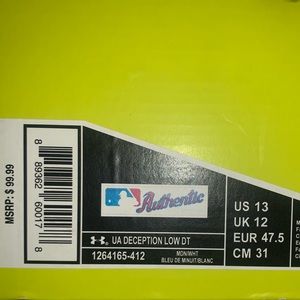 MSRP: $ 99.99
8 89362 60017 8
Authentic
UA DECEPTION LOW DT
1264165-412
MDN/WHT
BLEU DE MINUIT/BLANC
US 13
UK 12
EUR 47.5
CM 31